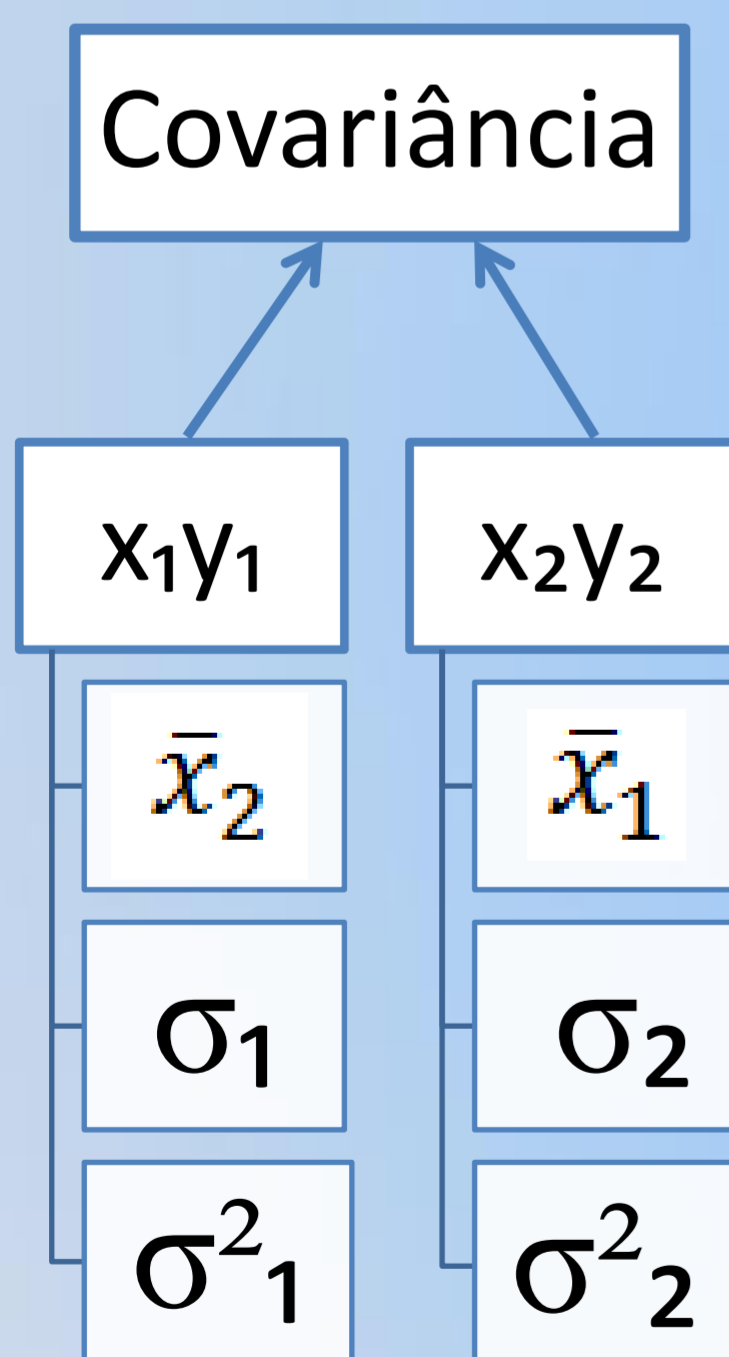 Covariância
x₁y₁
x̄₂
σ₁
σ²₁
x₂y₂
x̄₁
σ₂
σ²₂